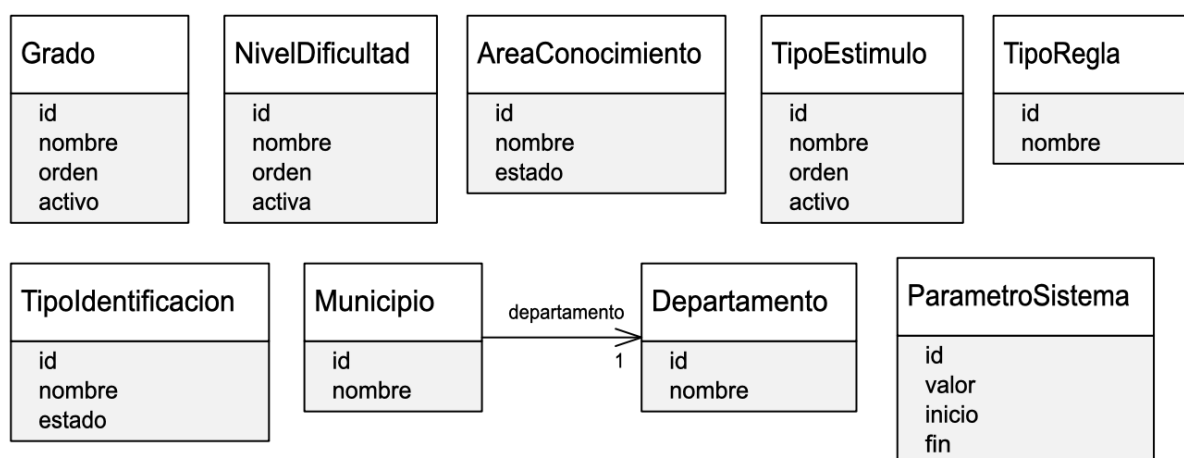 Grado
id
nombre
orden
activo
NivelDificultad
id
nombre
orden
activa
AreaConocimiento
id
nombre
estado
TipoEstimulo
id
nombre
orden
activo
TipoRegla
id
nombre
TipoIdentificacion
id
nombre
estado
Municipio
id
nombre
departamento
1
Departamento
id
nombre
ParametroSistema
id
valor
inicio
fin